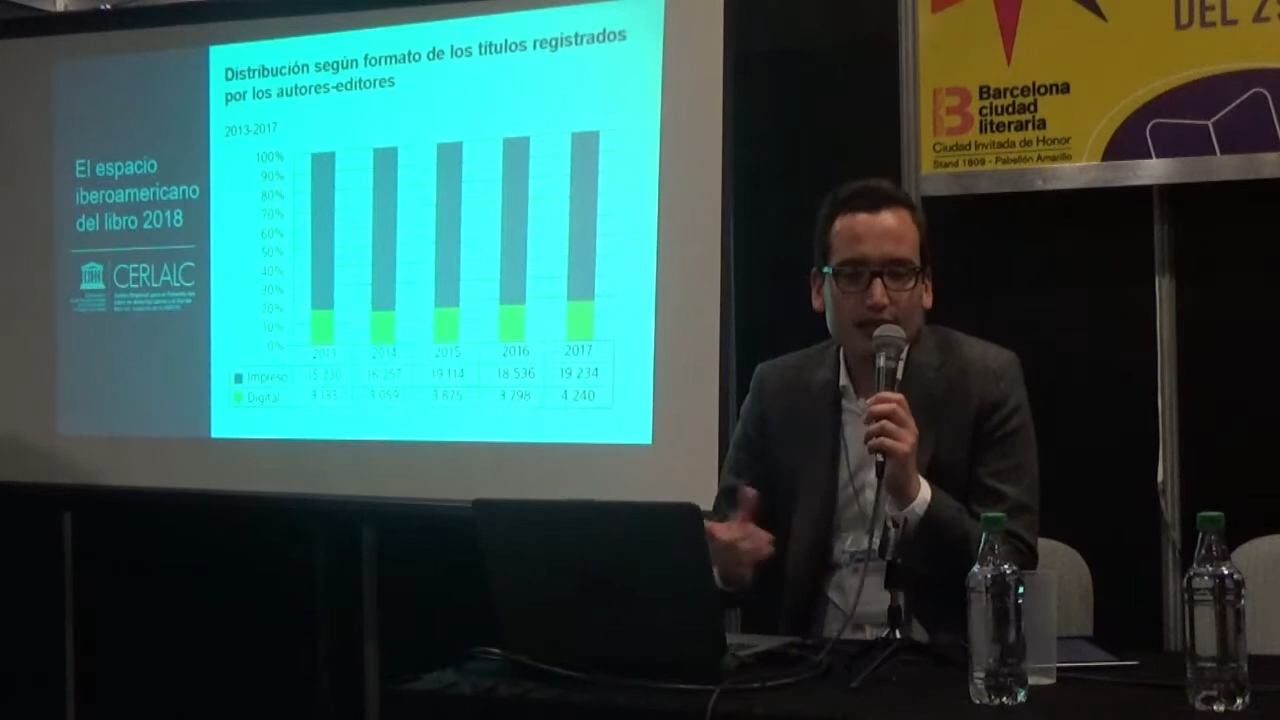 Distribución según formato de los títulos registrados
por los autores-editores
2013-2017
100%
90%
80%
70%
60%
50%
40%
30%
20%
10%
0%
2013 2014 2015 2016 2017
Impreso 15 230 16 257 19 114 18 536 19 234
Digital 3 059 3 875 3 798 4 240
El espacio
iberoamericano
del libro 2018
CERLALC
DEL 25
B
Barcelona
ciudad
literaria
Ciudad Invitada de Honor
Stand 1809 - Pabellón Amarillo